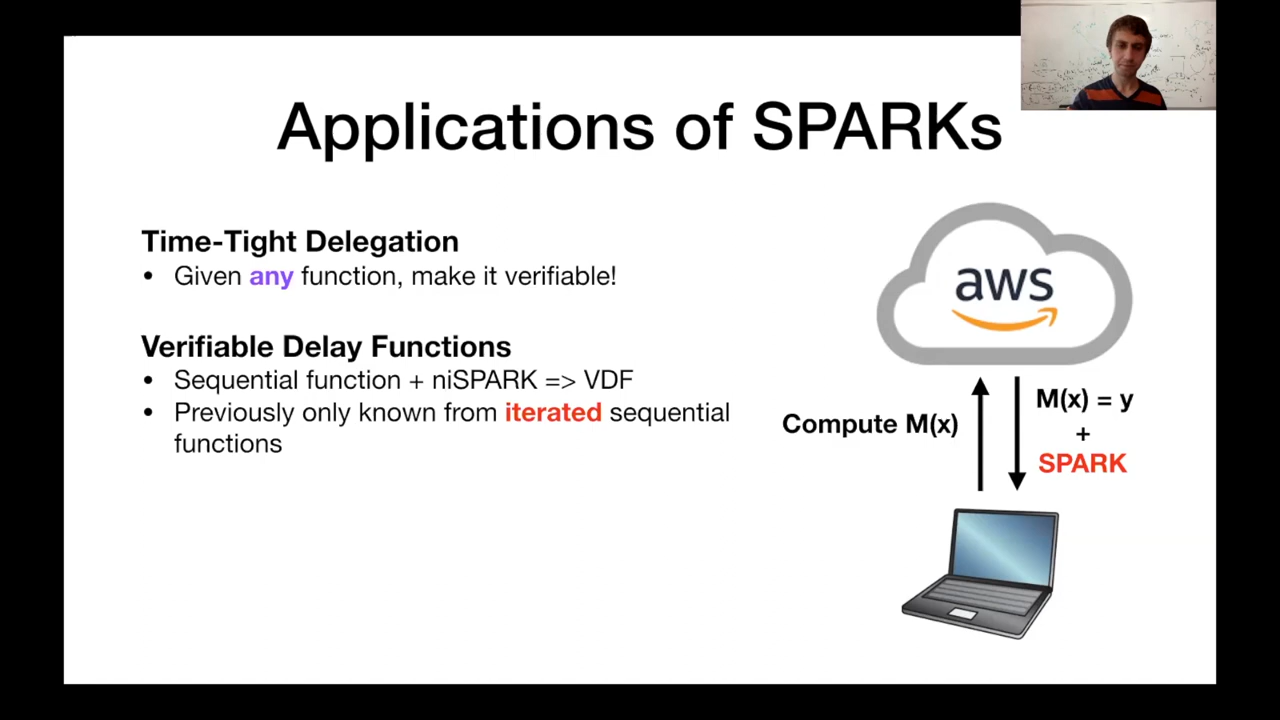 Applications of SPARKs
Time-Tight Delegation
• Given any function, make it verifiable!
Verifiable Delay Functions
• Sequential function + niSPARK => VDF
• Previously only known from iterated sequential
functions
aws
Compute M(x)
M(x) = y
+
SPARK